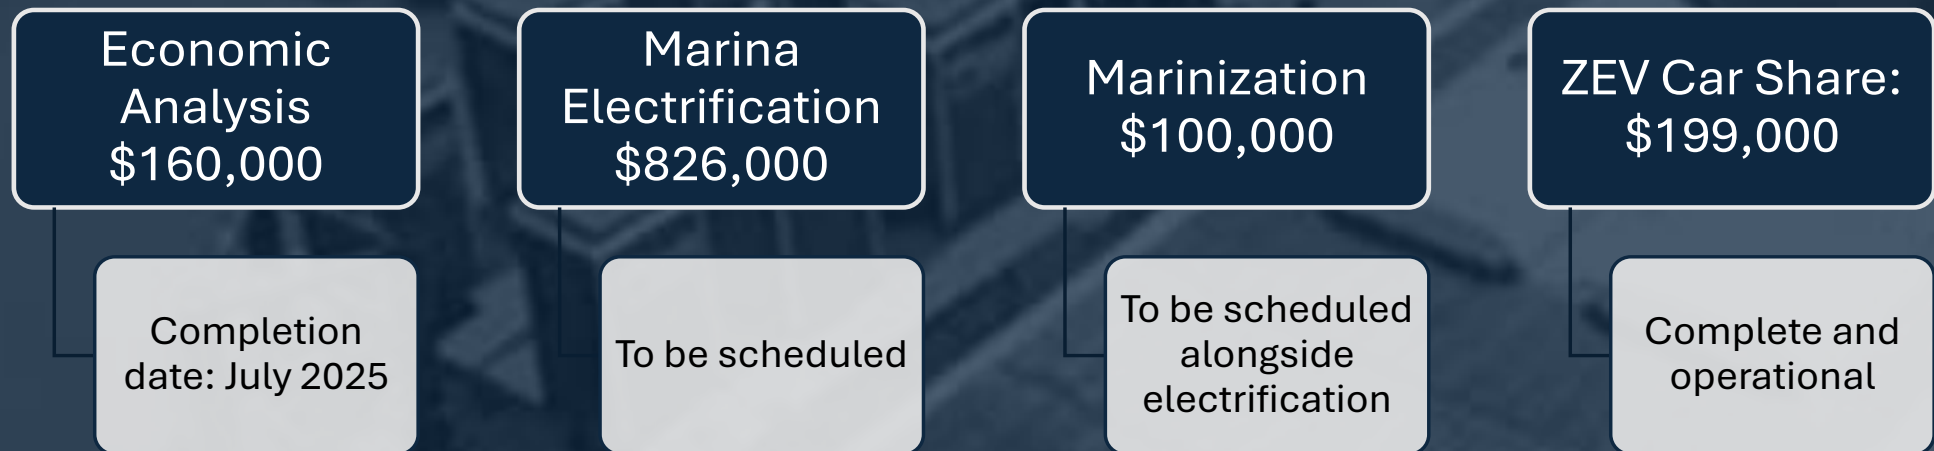 Economic
Analysis
$160,000
Completion
date: July 2025
Marina
Electrification
$826,000
To be scheduled
Marinization
$100,000
To be scheduled
alongside
electrification
ZEV Car Share:
$199,000
Complete and
operational